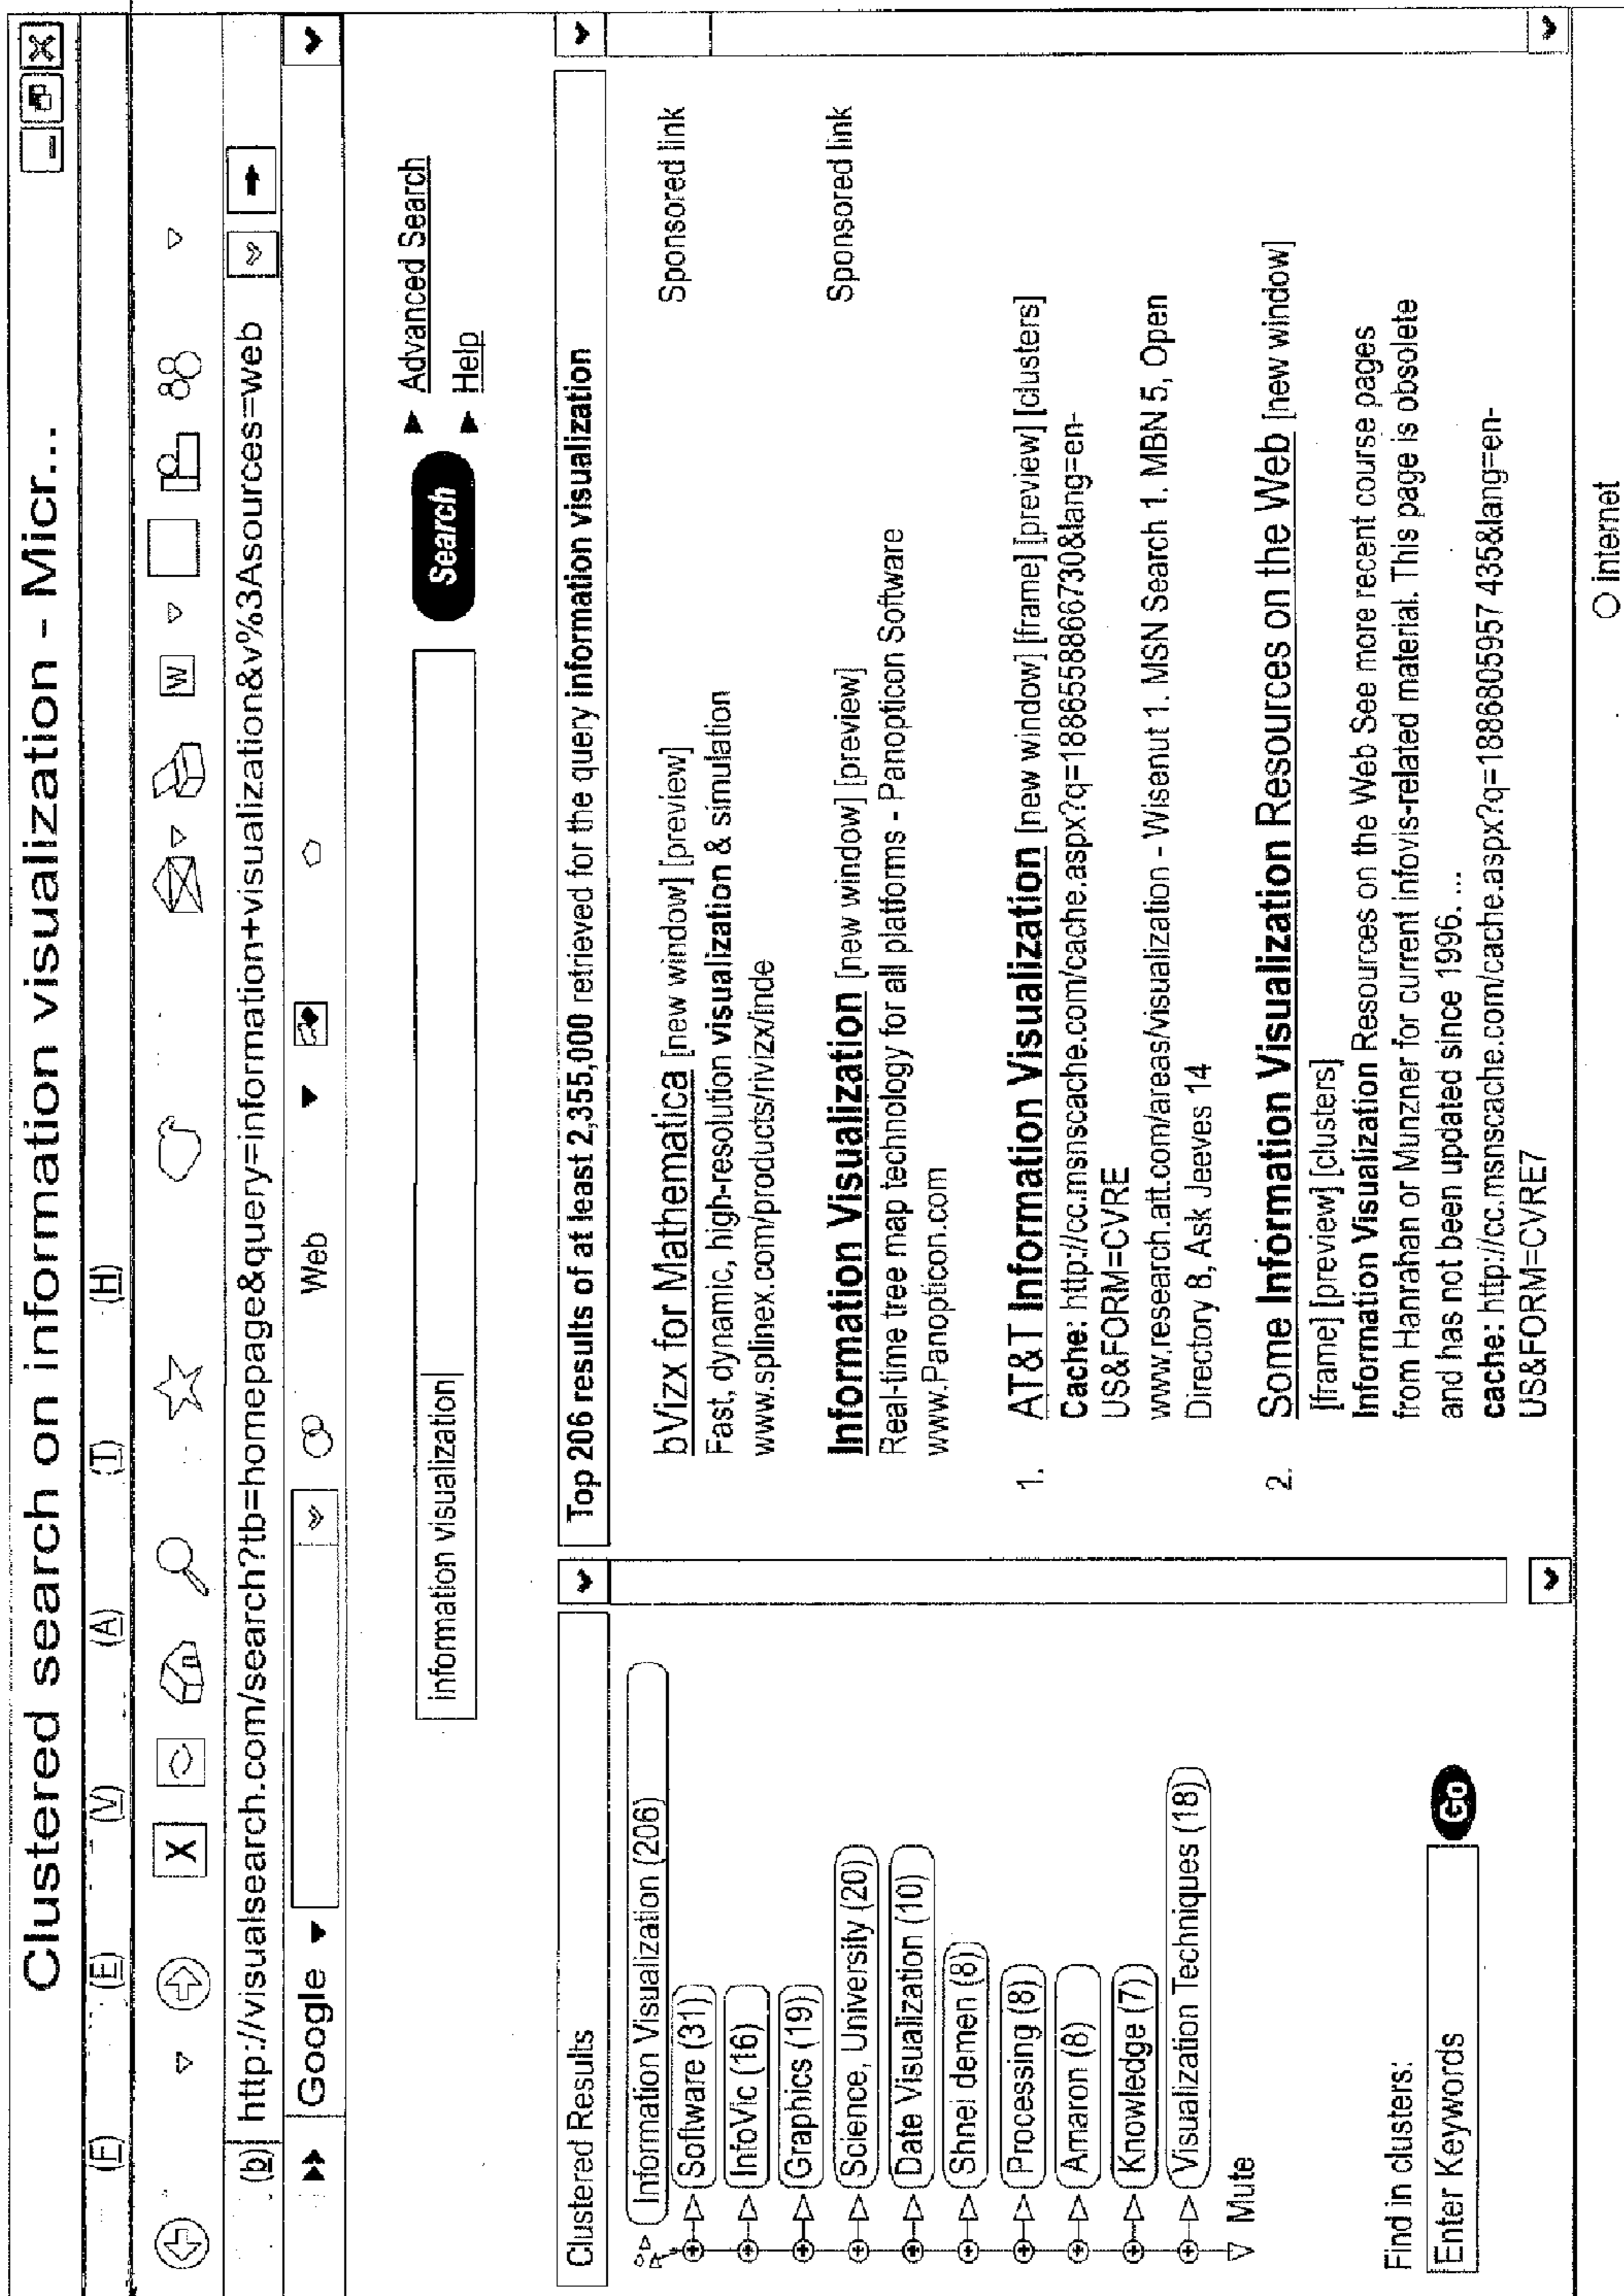 Clustered search on information visualization - Micr...
(F) (E) (V) (A) (T) (H)
X W
(b) http://visualsearch.com/search?tb=homepage&query=information+visualization&v%3Asources=web
Google Web
information visualization Search Advanced Search
Help
Clustered Results
Information Visualization (206)
Software (31)
InfoVic (16)
Graphics (19)
Science, University (20)
Date Visualization (10)
Shnei demen (8)
Processing (8)
Amaron (8)
Knowledge (7)
Visualization Techniques (18)
Mute
Find in clusters:
Enter Keywords Go
Top 206 results of at least 2,355,000 retrieved for the query information visualization
bVizx for Mathematica [new window] [preview] Sponsored link
Fast, dynamic, high-resolution visualization & simulation
www.splinex.com/products/rivizx/inde
Information Visualization [new window] [preview] Sponsored link
Real-time tree map technology for all platforms - Panopticon Software
www.Panopticon.com
1. AT&T Information Visualization [new window] [frame] [preview] [clusters]
Cache: http://cc.msnscache.com/cache.aspx?q=1886558866730&lang=en-
US&FORM=CVRE
www.research.att.com/areas/visualization - Wisenut 1. MSN Search 1. MBN 5, Open
Directory 8, Ask Jeeves 14
2. Some Information Visualization Resources on the Web [new window]
[frame] [preview] [clusters]
Information Visualization Resources on the Web See more recent course pages
from Hanrahan or Munzner for current infovis-related material. This page is obsolete
and has not been updated since 1996. ...
cache: http://cc.msnscache.com/cache.aspx?q=1886805957 4358&lang=en-
US&FORM=CVRE7
internet